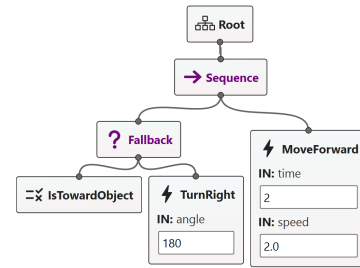 Root
Sequence
Fallback
MoveForward
IN: time
2
IN: speed
2.0
IsTowardObject
TurnRight
IN: angle
180